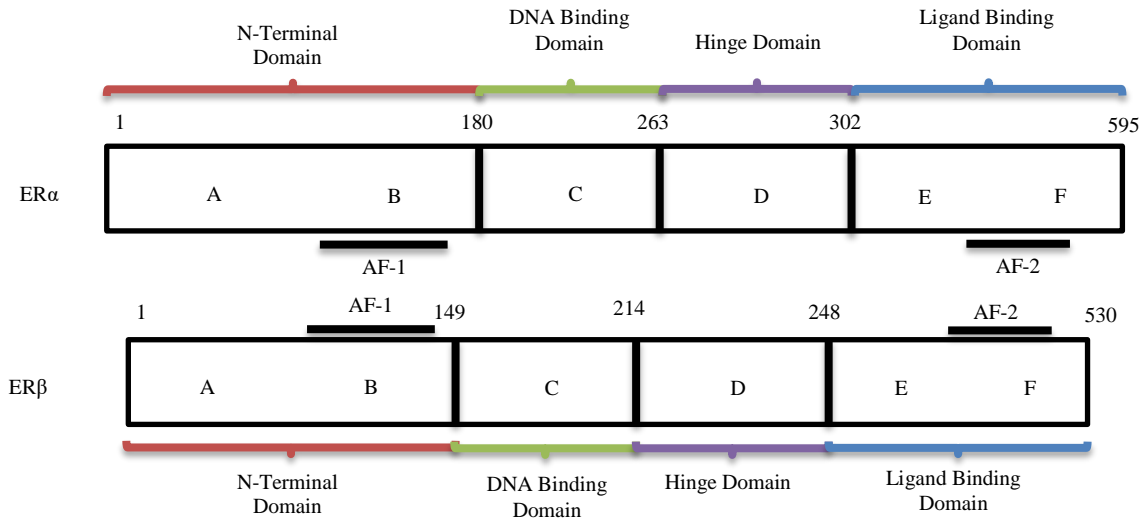 N-Terminal
Domain
DNA Binding
Domain
Hinge Domain
Ligand Binding
Domain
1 180 263 302 595
ERα A B C D E F
AF-1 AF-2
1 AF-1 149 214 248 AF-2 530
ERβ A B C D E F
N-Terminal
Domain
DNA Binding
Domain
Hinge Domain
Ligand Binding
Domain